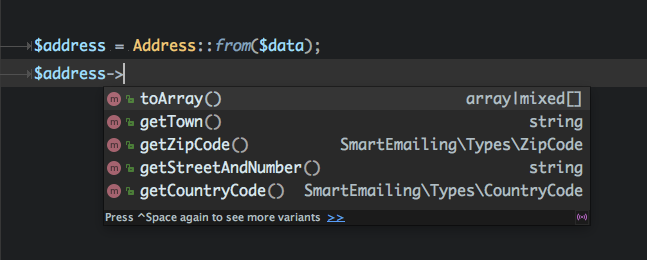 $address = Address::from($data);
$address->
m toArray() array|mixed[]
m getTown() string
m getZipCode() SmartEmailing\Types\ZipCode
m getStreetAndNumber() string
m getCountryCode() SmartEmailing\Types\CountryCode
Press ^Space again to see more variants >>